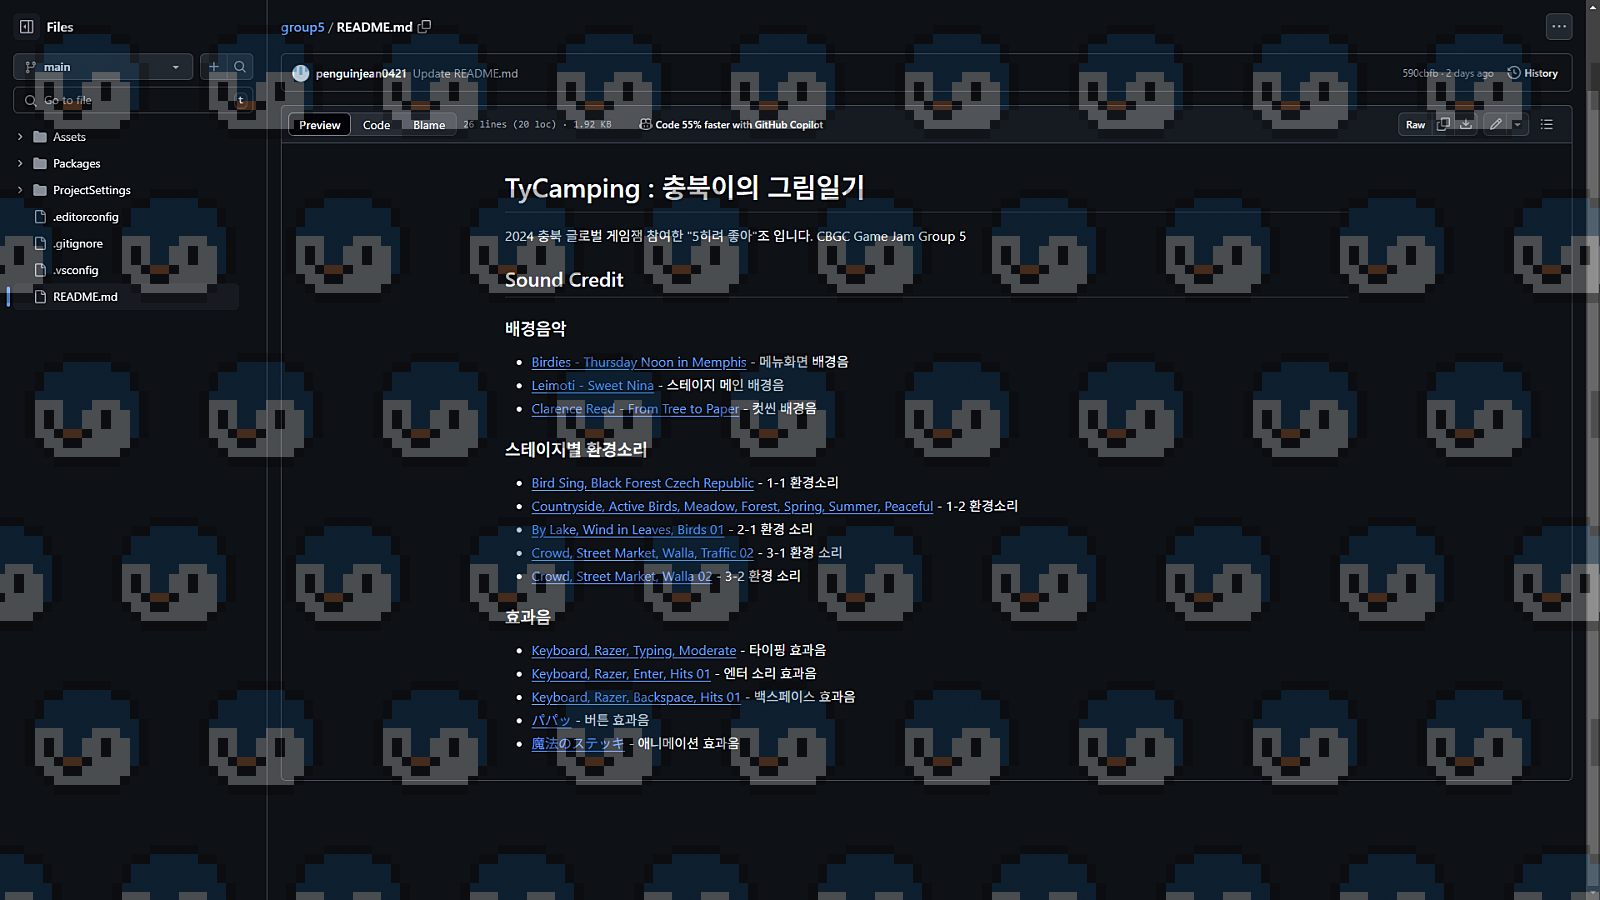 Files
main
Go to file
t
Assets
Packages
ProjectSettings
.editorconfig
.gitignore
.vsconfig
README.md
group5 / README.md
penguinjean0421 Update README.md
590cbfb · 2 days ago
History
Preview
Code
Blame
26 lines (20 loc) · 1.92 KB
Code 55% faster with GitHub Copilot
Raw
TyCamping : 충북이의 그림일기
2024 충북 글로벌 게임잼 참여한 "5히려 좋아"조 입니다. CBGC Game Jam Group 5
Sound Credit
배경음악
Birdies - Thursday Noon in Memphis - 메뉴화면 배경음
Leimoti - Sweet Nina - 스테이지 메인 배경음
Clarence Reed - From Tree to Paper - 컷씬 배경음
스테이지별 환경소리
Bird Sing, Black Forest Czech Republic - 1-1 환경소리
Countryside, Active Birds, Meadow, Forest, Spring, Summer, Peaceful - 1-2 환경소리
By Lake, Wind in Leaves, Birds 01 - 2-1 환경 소리
Crowd, Street Market, Walla, Traffic 02 - 3-1 환경 소리
Crowd, Street Market, Walla 02 - 3-2 환경 소리
효과음
Keyboard, Razer, Typing, Moderate - 타이핑 효과음
Keyboard, Razer, Enter, Hits 01 - 엔터 소리 효과음
Keyboard, Razer, Backspace, Hits 01 - 백스페이스 효과음
パパッ - 버튼 효과음
魔法のステッキ - 애니메이션 효과음